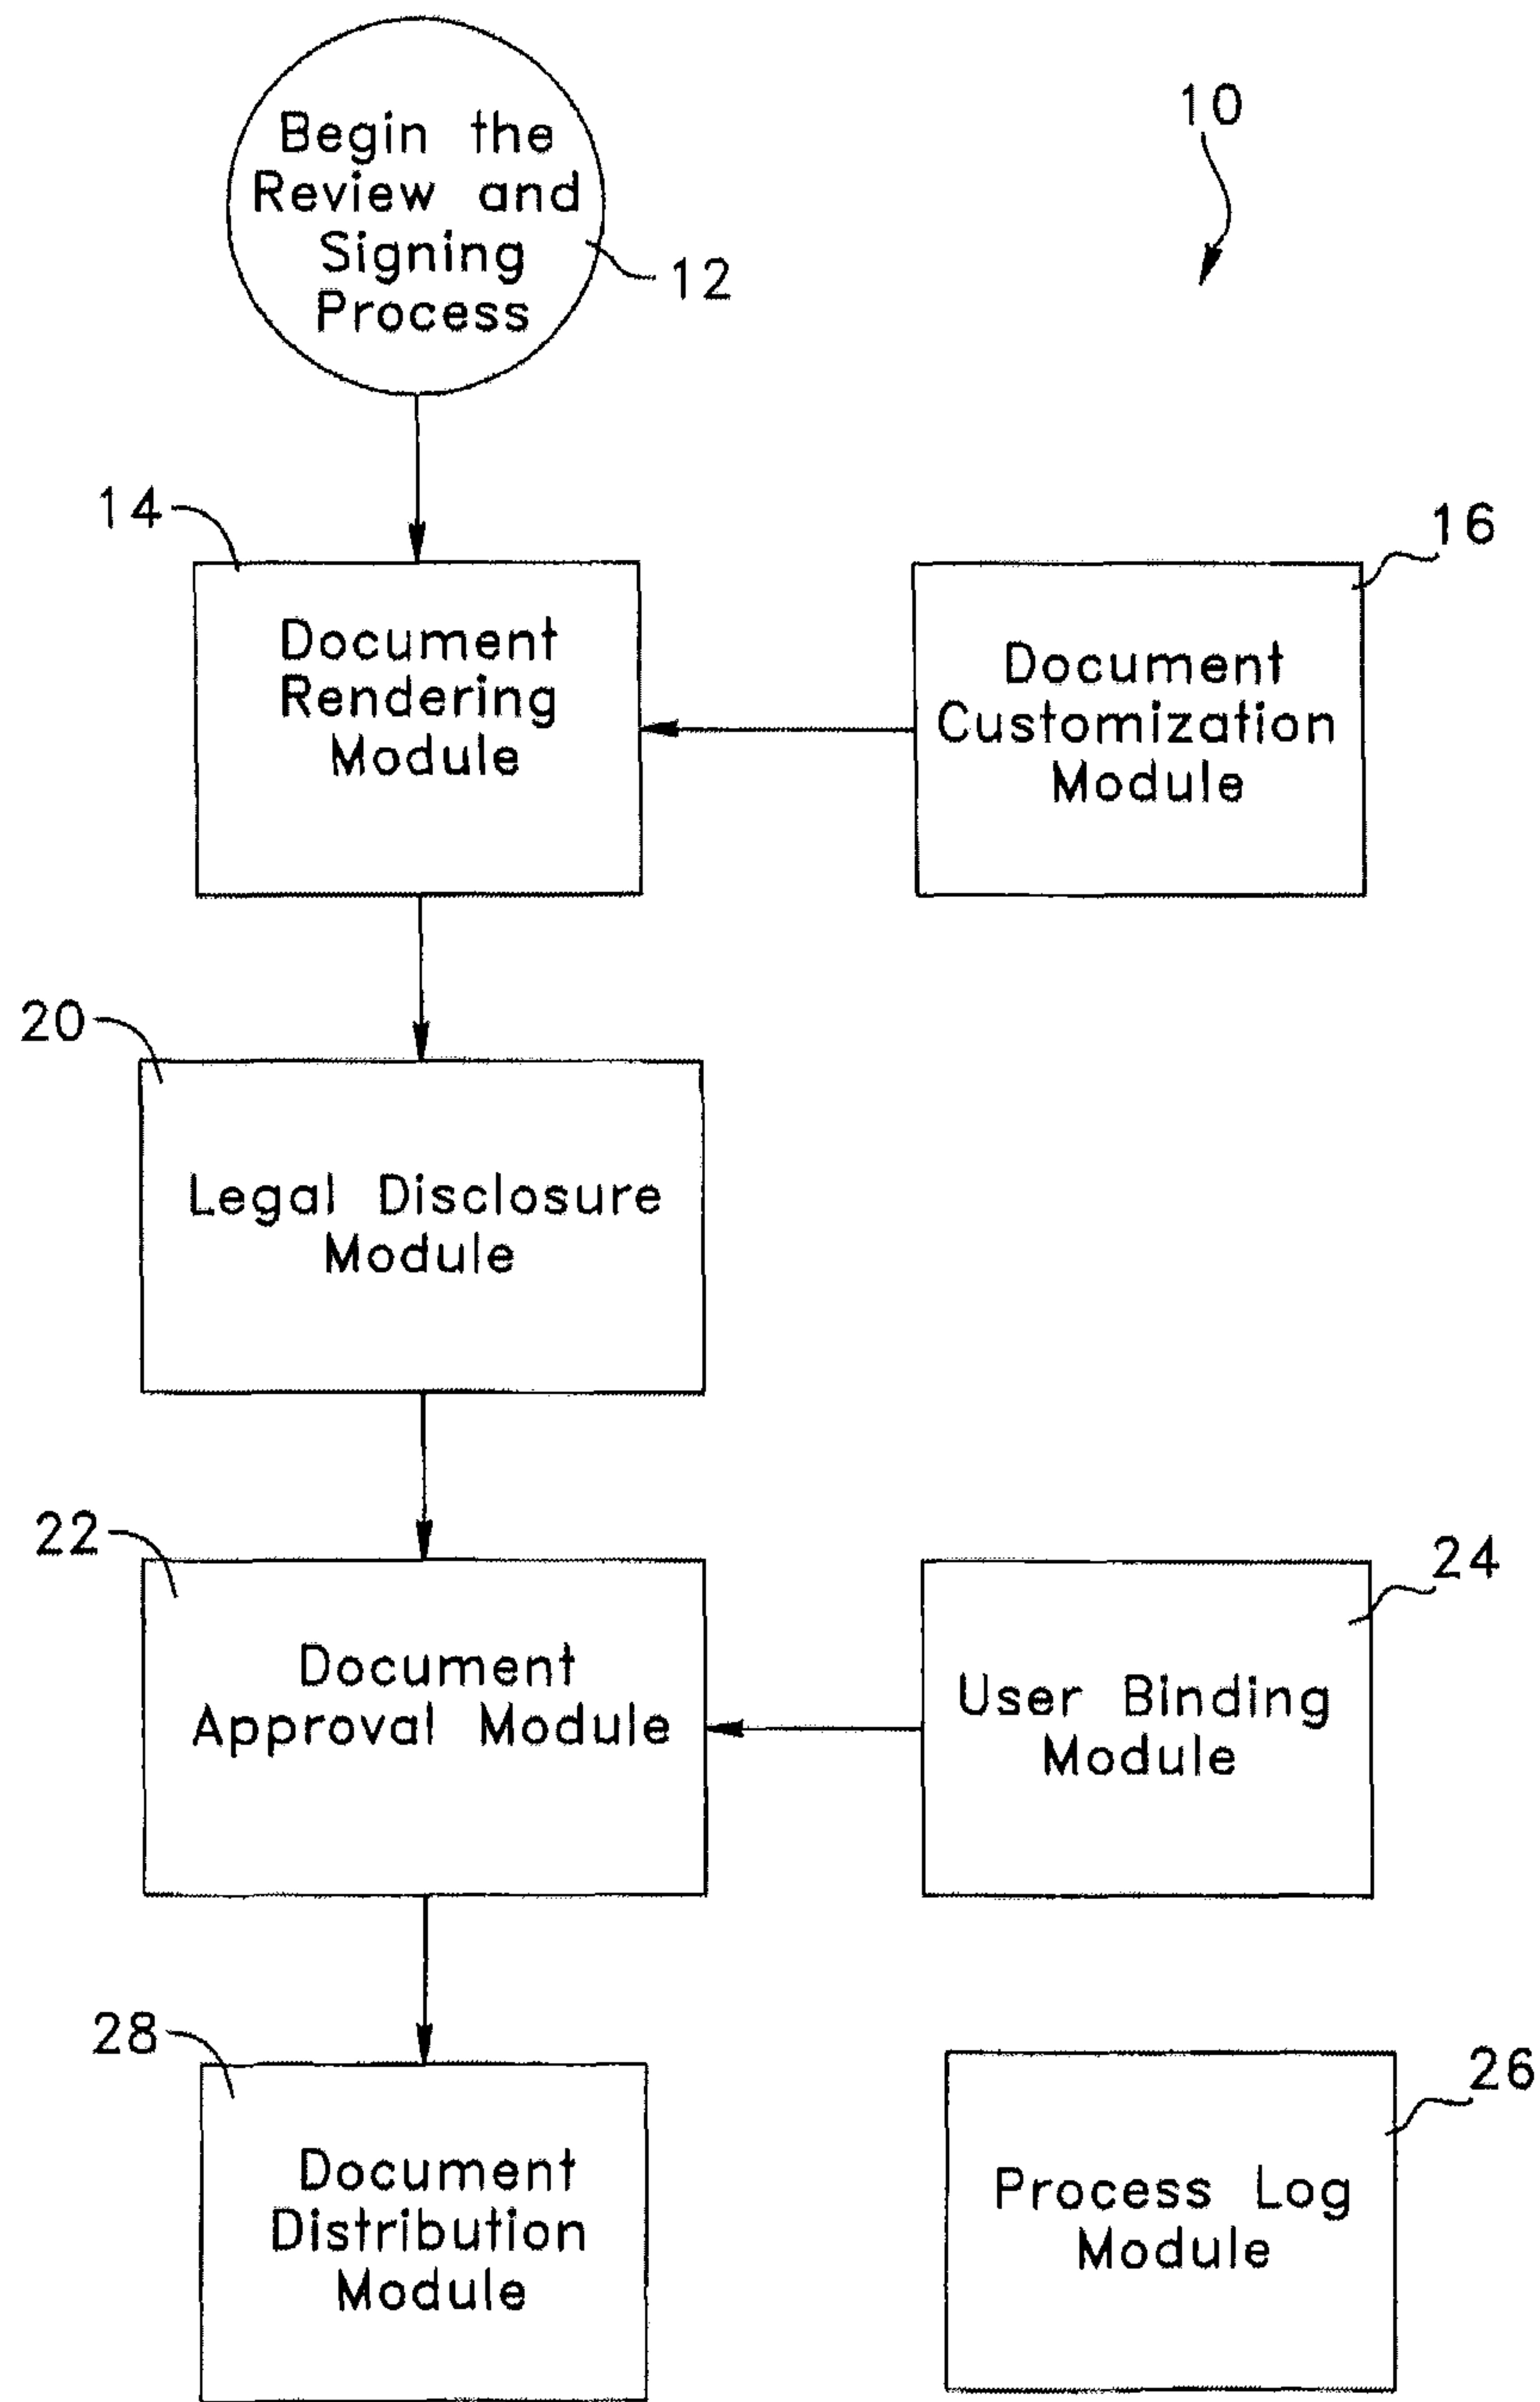 Begin the
Review and
Signing
Process
12
10
14
Document
Rendering
Module
16
Document
Customization
Module
20
Legal Disclosure
Module
22
Document
Approval Module
24
User Binding
Module
28
Document
Distribution
Module
26
Process Log
Module